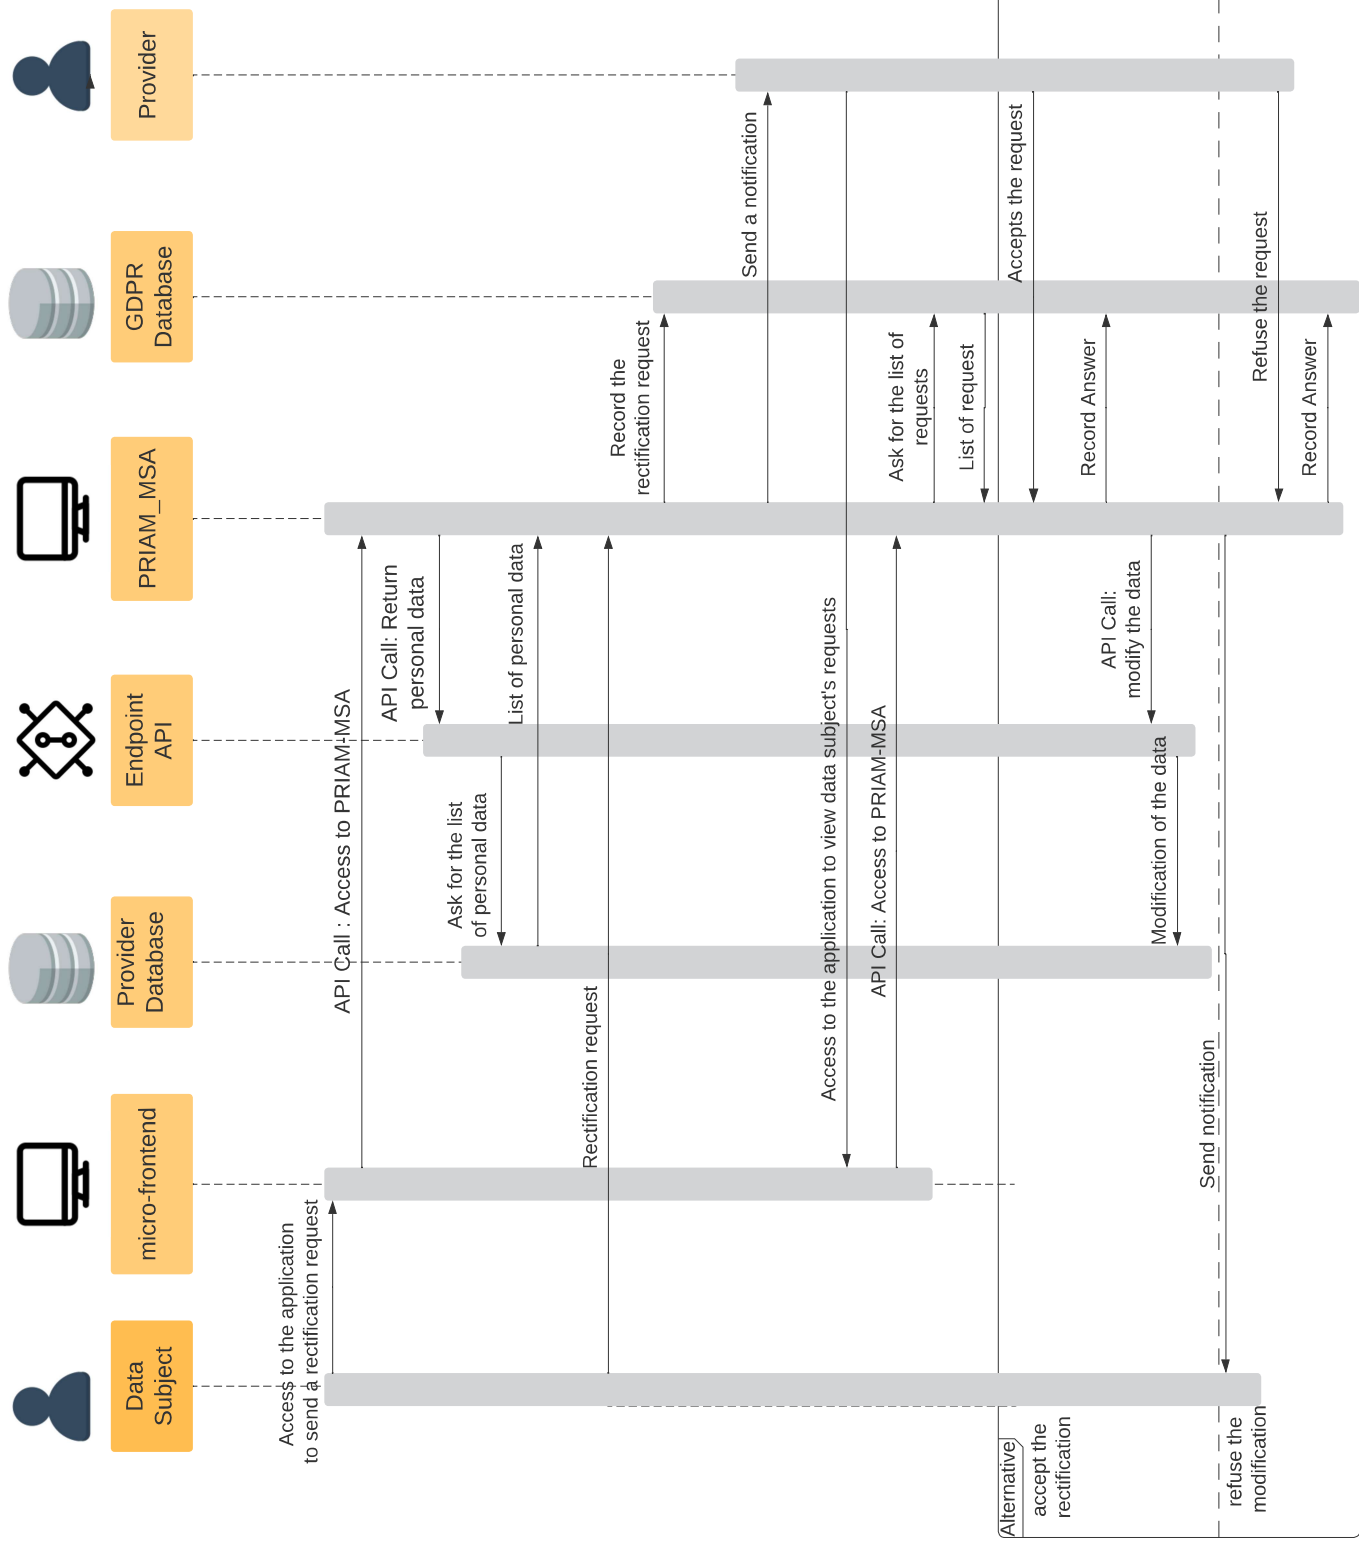 Data
Subject
micro-frontend
Provider
Database
Endpoint
API
PRIAM_MSA
GDPR
Database
Provider
Access to the application
to send a rectification request
API Call : Access to PRIAM-MSA
API Call: Return
personal data
Ask for the list
of personal data
List of personal data
Rectification request
Record the
rectification request
Send a notification
Access to the application to view data subject's requests
API Call: Access to PRIAM-MSA
Ask for the list of
requests
List of request
Alternative
accept the
rectification
Accepts the request
Record Answer
API Call:
modify the data
Modification of the data
Send notification
refuse the
modification
Refuse the request
Record Answer